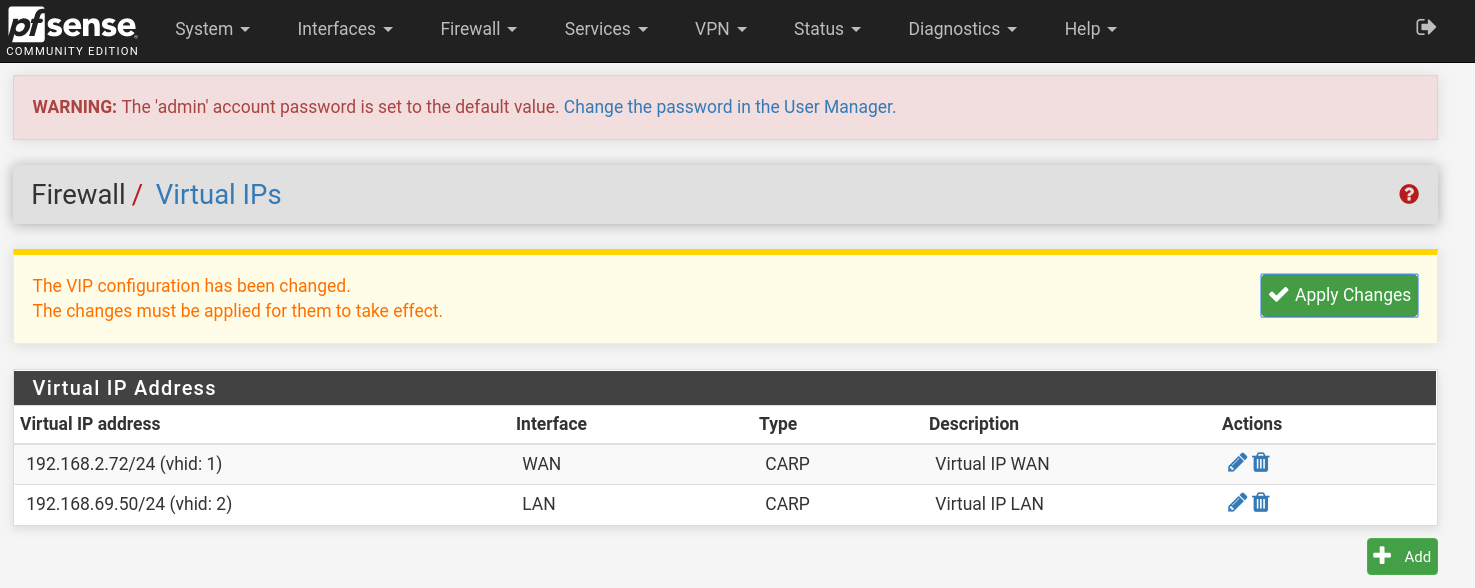 pfsense
COMMUNITY EDITION
System Interfaces Firewall Services VPN Status Diagnostics Help
WARNING: The 'admin' account password is set to the default value. Change the password in the User Manager.
Firewall / Virtual IPs
The VIP configuration has been changed.
The changes must be applied for them to take effect.
Apply Changes
Virtual IP Address
Virtual IP address Interface Type Description Actions
192.168.2.72/24 (vhid: 1) WAN CARP Virtual IP WAN
192.168.69.50/24 (vhid: 2) LAN CARP Virtual IP LAN
Add